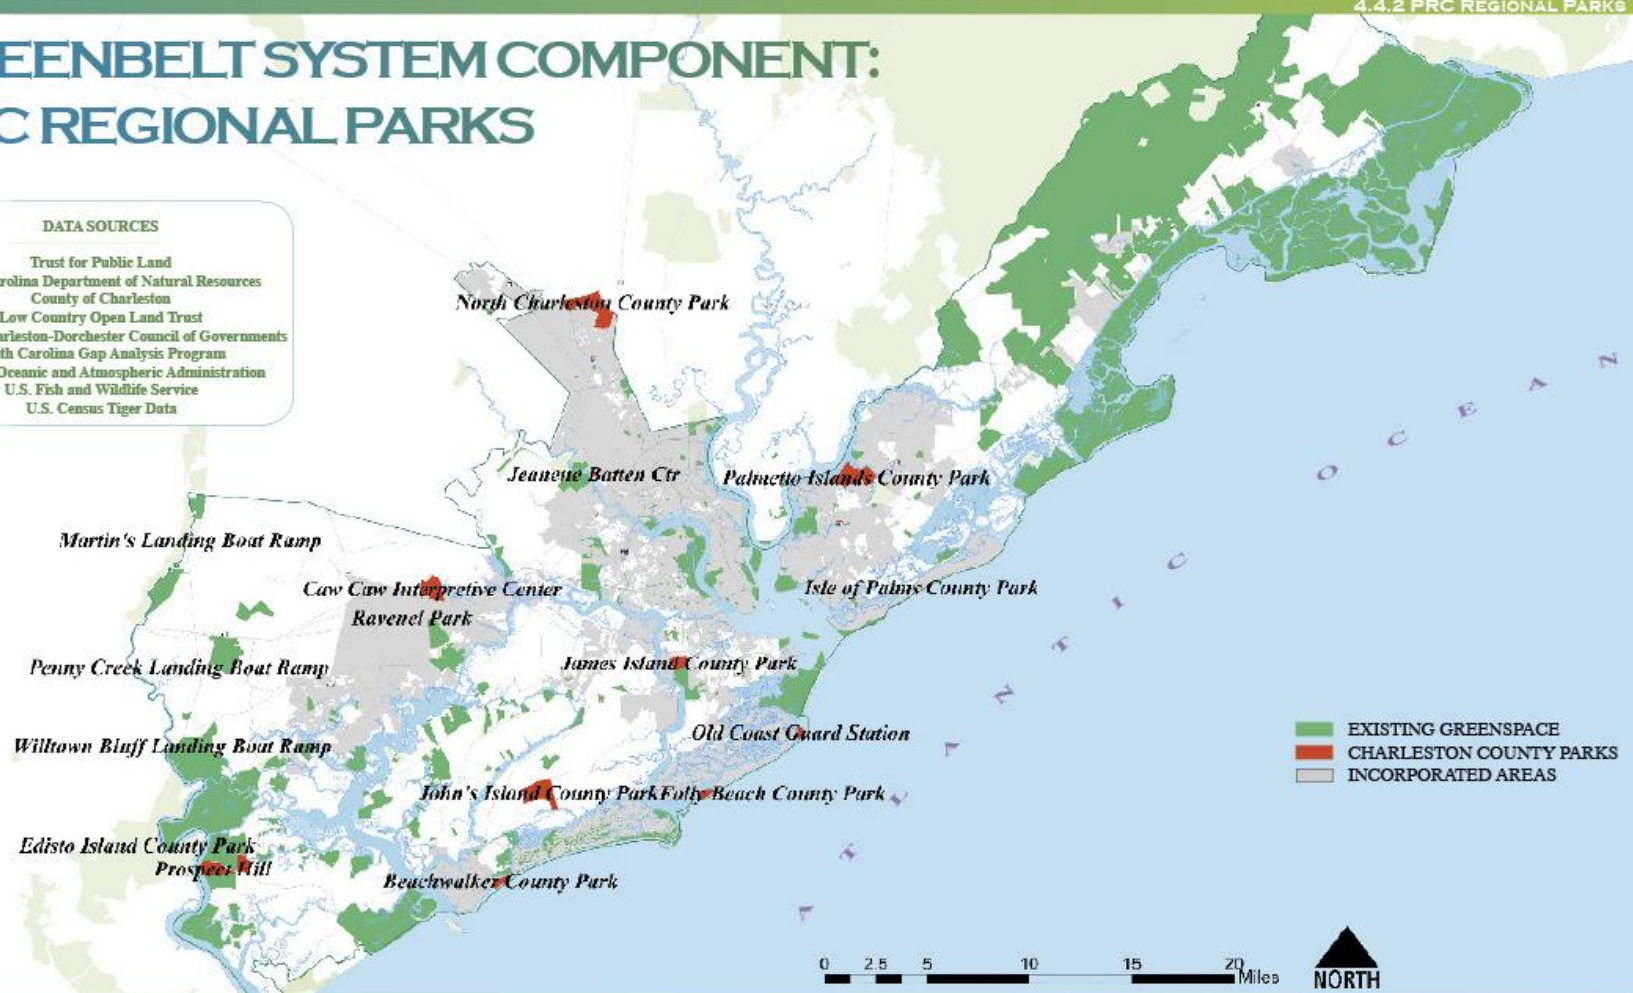 4.4.2 PRC REGIONAL PARKS
EENBELT SYSTEM COMPONENT:
C REGIONAL PARKS
DATA SOURCES
Trust for Public Land
rolina Department of Natural Resources
County of Charleston
Low Country Open Land Trust
arleston-Dorchester Council of Governments
th Carolina Gap Analysis Program
Oceanic and Atmospheric Administration
U.S. Fish and Wildlife Service
U.S. Census Tiger Data
North Charleston County Park
Jeanene Batten Ctr
Palmetto Islands County Park
Martin's Landing Boat Ramp
Caw Caw Interpretive Center
Isle of Palms County Park
Ravenel Park
Penny Creek Landing Boat Ramp
James Island County Park
Old Coast Guard Station
Willtown Bluff Landing Boat Ramp
John's Island County Park
Folly Beach County Park
Edisto Island County Park
Prospect Hill
Beachwalker County Park
ATLANTIC OCEAN
EXISTING GREENSPACE
CHARLESTON COUNTY PARKS
INCORPORATED AREAS
0 2.5 5 10 15 20
Miles
NORTH